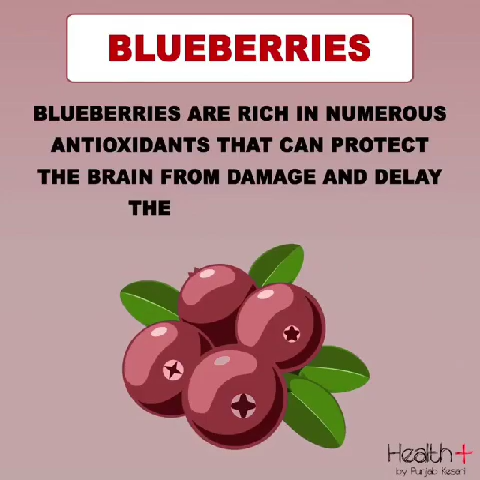 BLUEBERRIES
BLUEBERRIES ARE RICH IN NUMEROUS
ANTIOXIDANTS THAT CAN PROTECT
THE BRAIN FROM DAMAGE AND DELAY
THE
Health+
by Punjab Kesari